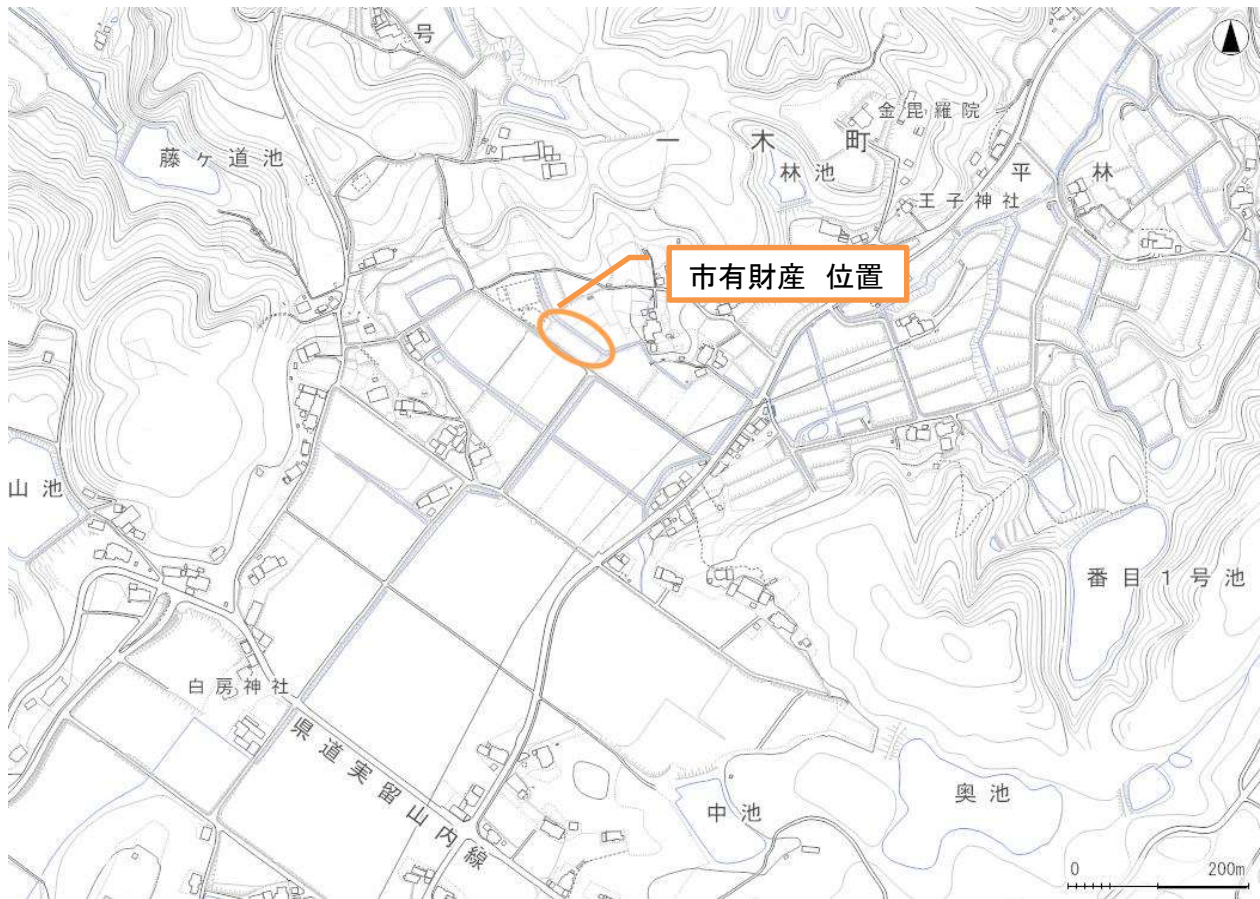 号
金毘羅院
一木町
藤ヶ道池
林池
平林
王子神社
市有財産 位置
山池
番目1号池
白房神社
県道実留山内線
奥池
中池
0 200m